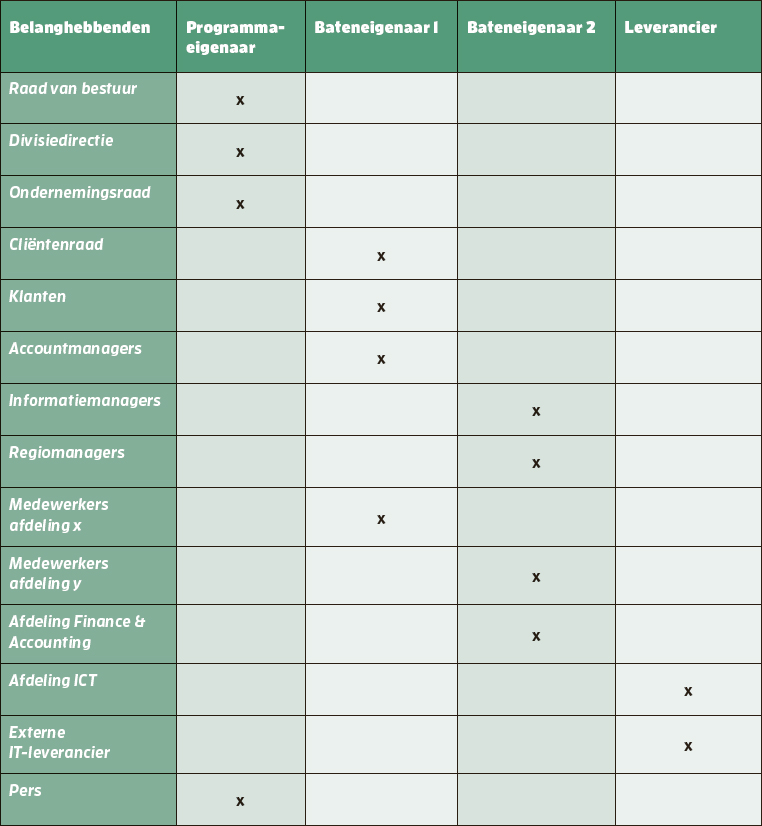 Belanghebbenden Programma- Bateneigenaar 1 Bateneigenaar 2 Leverancier
eigenaar
Raad van bestuur x
Divisiedirectie x
Ondernemingsraad x
Cliëntenraad x
Klanten x
Accountmanagers x
Informatiemanagers x
Regiomanagers x
Medewerkers
afdeling x x
Medewerkers
afdeling y x
Afdeling Finance &
Accounting x
Afdeling ICT x
Externe
IT-leverancier x
Pers x